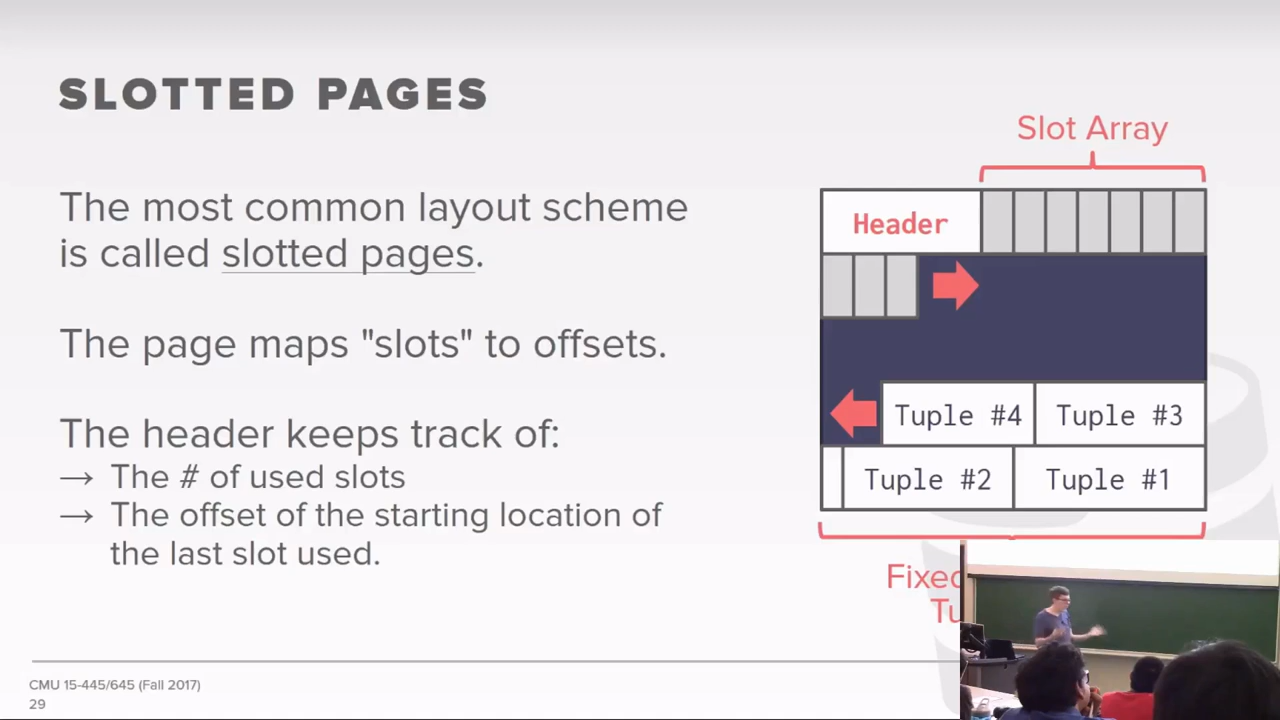 SLOTTED PAGES
The most common layout scheme
is called slotted pages.
The page maps "slots" to offsets.
The header keeps track of:
→ The # of used slots
→ The offset of the starting location of
the last slot used.
Slot Array
Header
Tuple #4
Tuple #3
Tuple #2
Tuple #1
CMU 15-445/645 (Fall 2017)
29